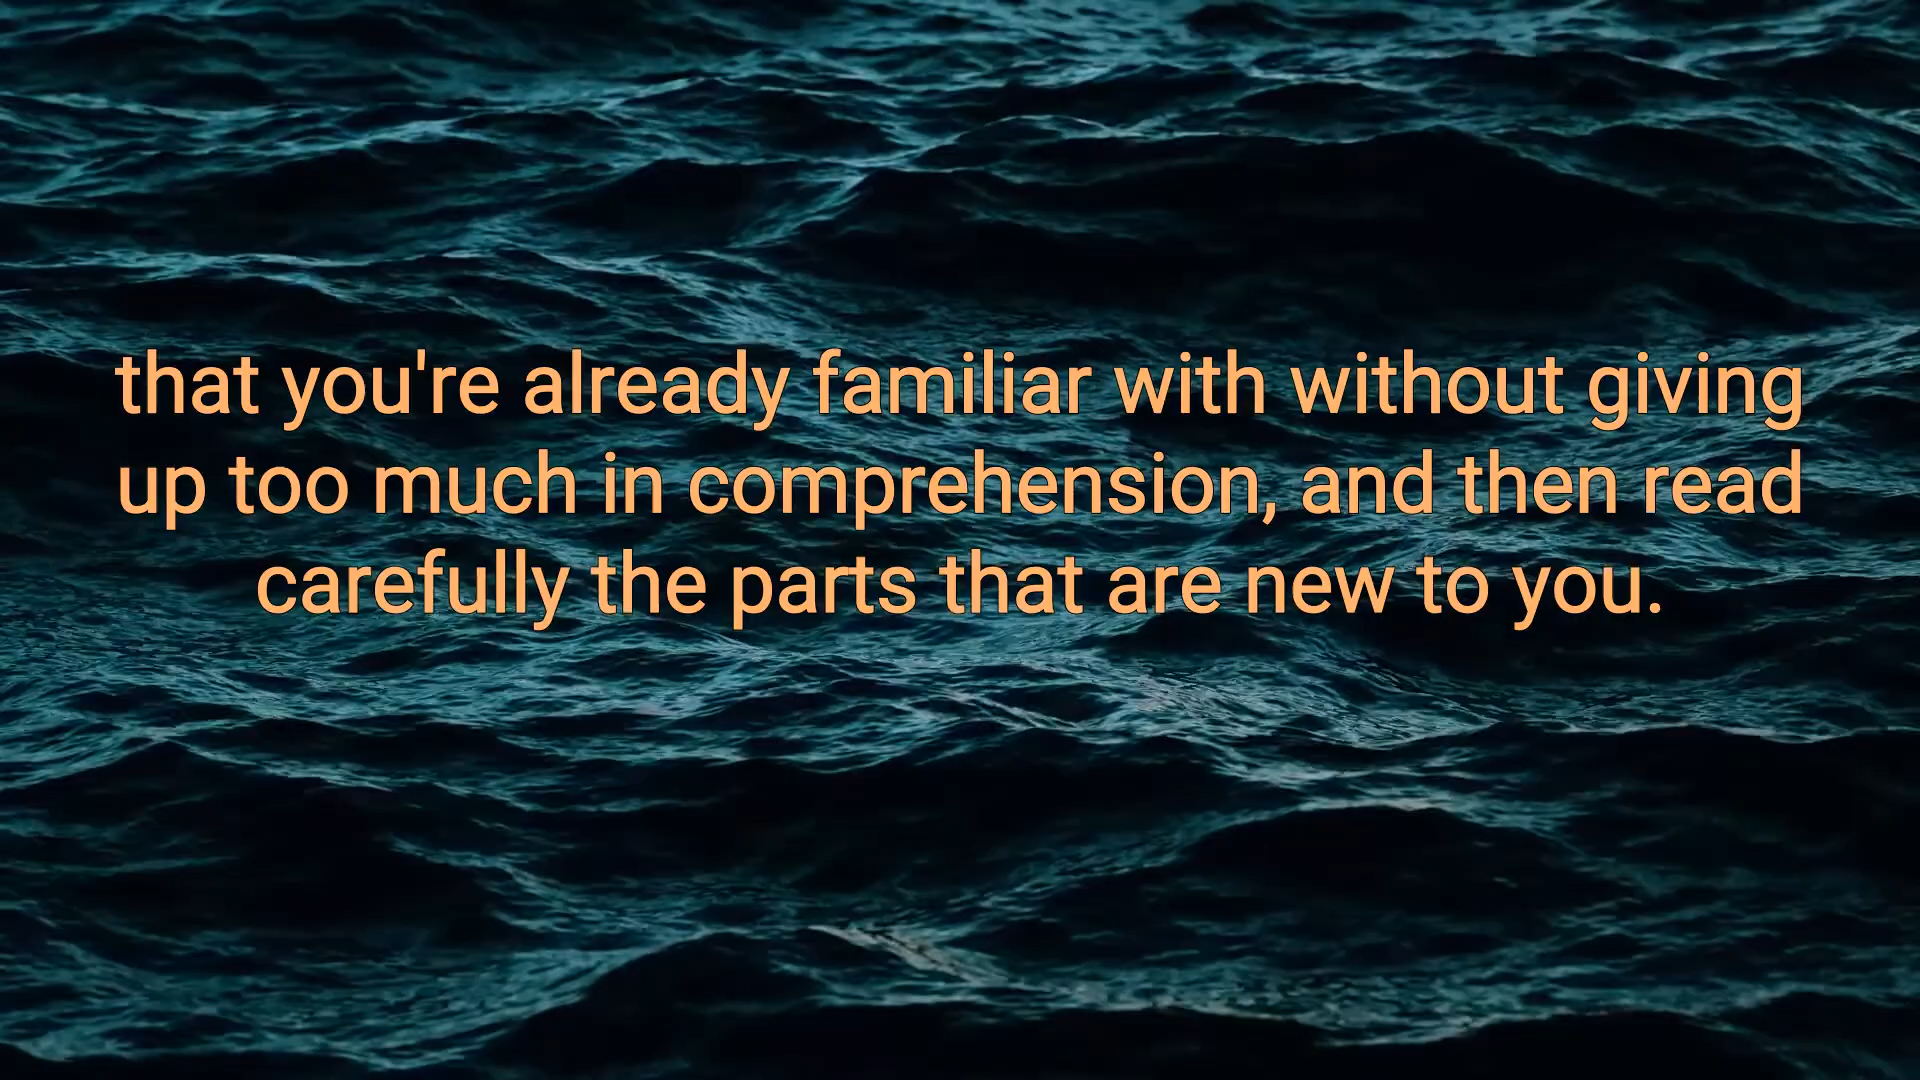 that you're already familiar with without giving
up too much in comprehension, and then read
carefully the parts that are new to you.